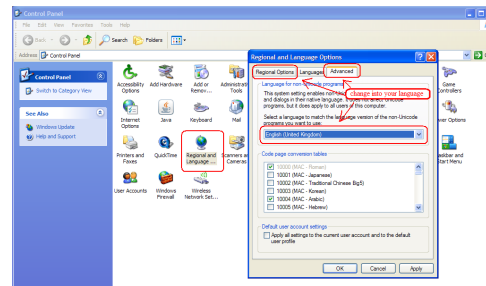 Control Panel
File Edit View Favorites Tools Help
Back Search Folders
Address Control Panel
Control Panel
Switch to Category View
See Also
Windows Update
Help and Support
Accessibility Options
Add Hardware
Add or Remov...
Administrative Tools
Game Controllers
Internet Options
Java
Keyboard
Mail
Power Options
Printers and Faxes
QuickTime
Regional and Language ...
Scanners and Cameras
Taskbar and Start Menu
User Accounts
Windows Firewall
Wireless Network Set...
Regional and Language Options
Regional Options Languages Advanced
Language for non-Unicode programs
change into your language
This system setting enables non-Unicode
and dialogs in their native language. It does not affect Unicode
programs, but it does apply to all users of this computer.
Select a language to match the language version of the non-Unicode
programs you want to use:
English (United Kingdom)
Code page conversion tables
10000 (MAC - Roman)
10001 (MAC - Japanese)
10002 (MAC - Traditional Chinese Big5)
10003 (MAC - Korean)
10004 (MAC - Arabic)
10005 (MAC - Hebrew)
Default user account settings
Apply all settings to the current user account and to the default
user profile
OK Cancel Apply